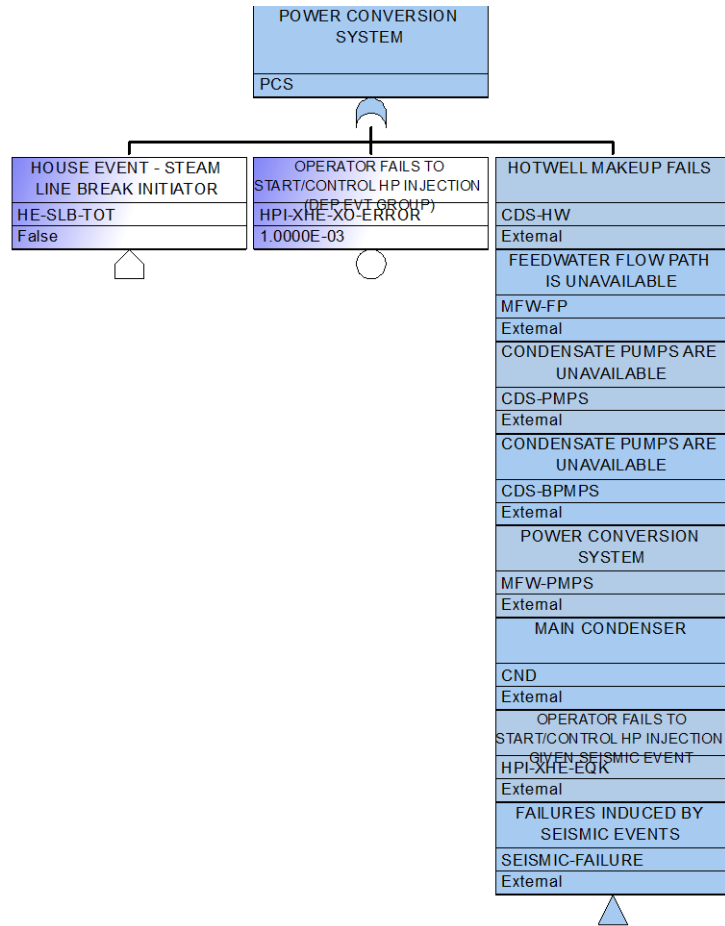 POWER CONVERSION
SYSTEM
PCS
HOUSE EVENT - STEAM
LINE BREAK INITIATOR
HE-SLB-TOT
False
OPERATOR FAILS TO
START/CONTROL HP INJECTION
(DEP EVT GROUP)
HPI-XHE-XO-ERROR
1.0000E-03
HOTWELL MAKEUP FAILS
CDS-HW
External
FEEDWATER FLOW PATH
IS UNAVAILABLE
MFW-FP
External
CONDENSATE PUMPS ARE
UNAVAILABLE
CDS-PMPS
External
CONDENSATE PUMPS ARE
UNAVAILABLE
CDS-BPMPS
External
POWER CONVERSION
SYSTEM
MFW-PMPS
External
MAIN CONDENSER
CND
External
OPERATOR FAILS TO
START/CONTROL HP INJECTION
GIVEN SEISMIC EVENT
HPI-XHE-EQK
External
FAILURES INDUCED BY
SEISMIC EVENTS
SEISMIC-FAILURE
External